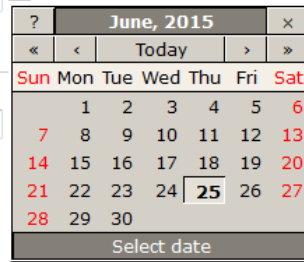 ? June, 2015 ×
« ‹ Today › »
Sun Mon Tue Wed Thu Fri Sat
1 2 3 4 5 6
7 8 9 10 11 12 13
14 15 16 17 18 19 20
21 22 23 24 25 26 27
28 29 30
Select date